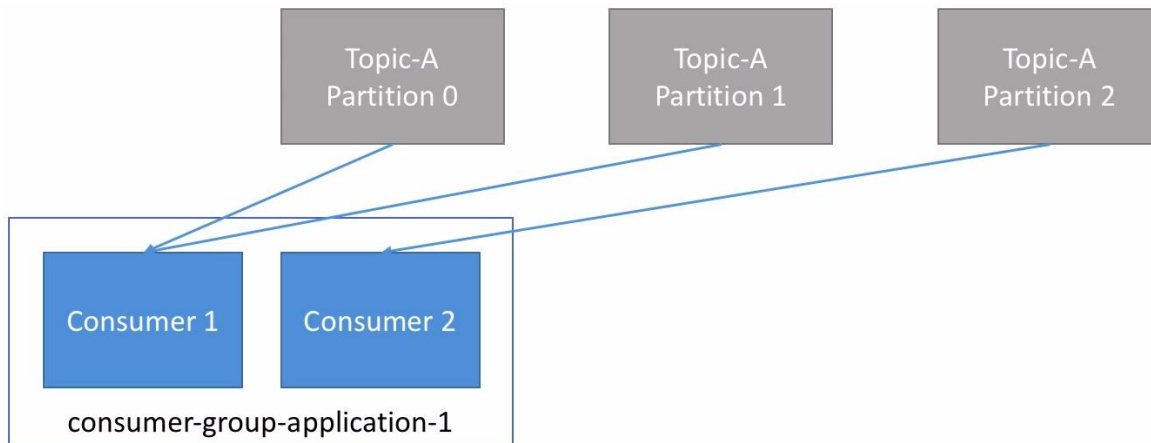 Topic-A
Partition 0
Topic-A
Partition 1
Topic-A
Partition 2
Consumer 1
Consumer 2
consumer-group-application-1